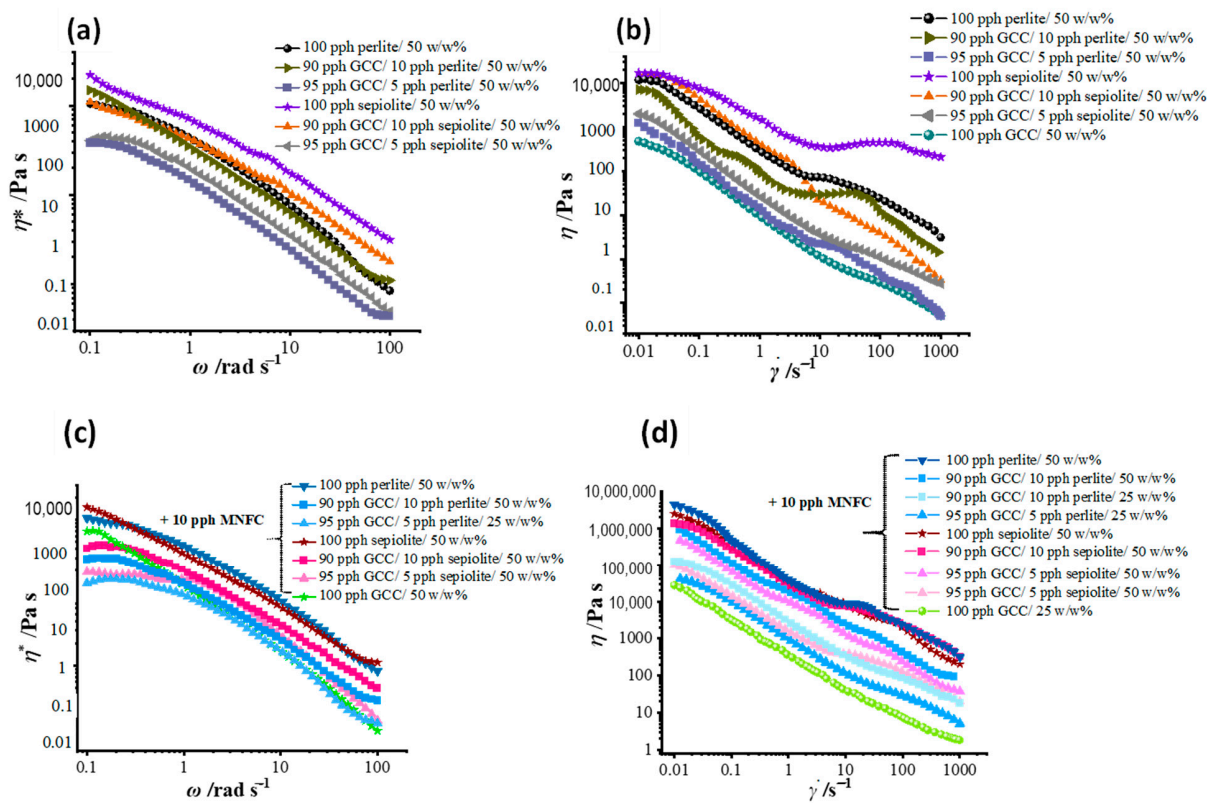 (a)
100 pph perlite/ 50 w/w%
90 pph GCC/ 10 pph perlite/ 50 w/w%
95 pph GCC/ 5 pph perlite/ 50 w/w%
100 pph sepiolite/ 50 w/w%
90 pph GCC/ 10 pph sepiolite/ 50 w/w%
95 pph GCC/ 5 pph sepiolite/ 50 w/w%
10,000
1000
100
10
1
0.1
0.01
η* /Pa s
0.1
1
10
100
ω /rad s⁻¹
(b)
100 pph perlite/ 50 w/w%
90 pph GCC/ 10 pph perlite/ 50 w/w%
95 pph GCC/ 5 pph perlite/ 50 w/w%
100 pph sepiolite/ 50 w/w%
90 pph GCC/ 10 pph sepiolite/ 50 w/w%
95 pph GCC/ 5 pph sepiolite/ 50 w/w%
100 pph GCC/ 50 w/w%
10,000
1000
100
10
1
0.1
0.01
η /Pa s
0.01
0.1
1
10
100
1000
γ̇ /s⁻¹
(c)
+ 10 pph MNFC
100 pph perlite/ 50 w/w%
90 pph GCC/ 10 pph perlite/ 50 w/w%
95 pph GCC/ 5 pph perlite/ 25 w/w%
100 pph sepiolite/ 50 w/w%
90 pph GCC/ 10 pph sepiolite/ 50 w/w%
95 pph GCC/ 5 pph sepiolite/ 50 w/w%
100 pph GCC/ 50 w/w%
10,000
1000
100
10
1
0.1
0.01
η* /Pa s
0.1
1
10
100
ω /rad s⁻¹
(d)
+ 10 pph MNFC
100 pph perlite/ 50 w/w%
90 pph GCC/ 10 pph perlite/ 50 w/w%
90 pph GCC/ 10 pph perlite/ 25 w/w%
95 pph GCC/ 5 pph perlite/ 25 w/w%
100 pph sepiolite/ 50 w/w%
90 pph GCC/ 10 pph sepiolite/ 50 w/w%
95 pph GCC/ 5 pph sepiolite/ 50 w/w%
95 pph GCC/ 5 pph sepiolite/ 50 w/w%
100 pph GCC/ 25 w/w%
10,000,000
1,000,000
100,000
10,000
1000
100
10
1
η /Pa s
0.01
0.1
1
10
100
1000
γ̇ /s⁻¹